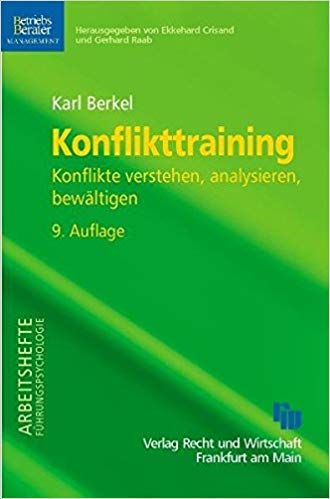 Betriebs
Berater
MANAGEMENT
Herausgegeben von Ekkehard Crisand
und Gerhard Raab
Karl Berkel
Konflikttraining
Konflikte verstehen, analysieren,
bewältigen
9. Auflage
ARBEITSHEFTE
FÜHRUNGSPSYCHOLOGIE
Verlag Recht und Wirtschaft
Frankfurt am Main